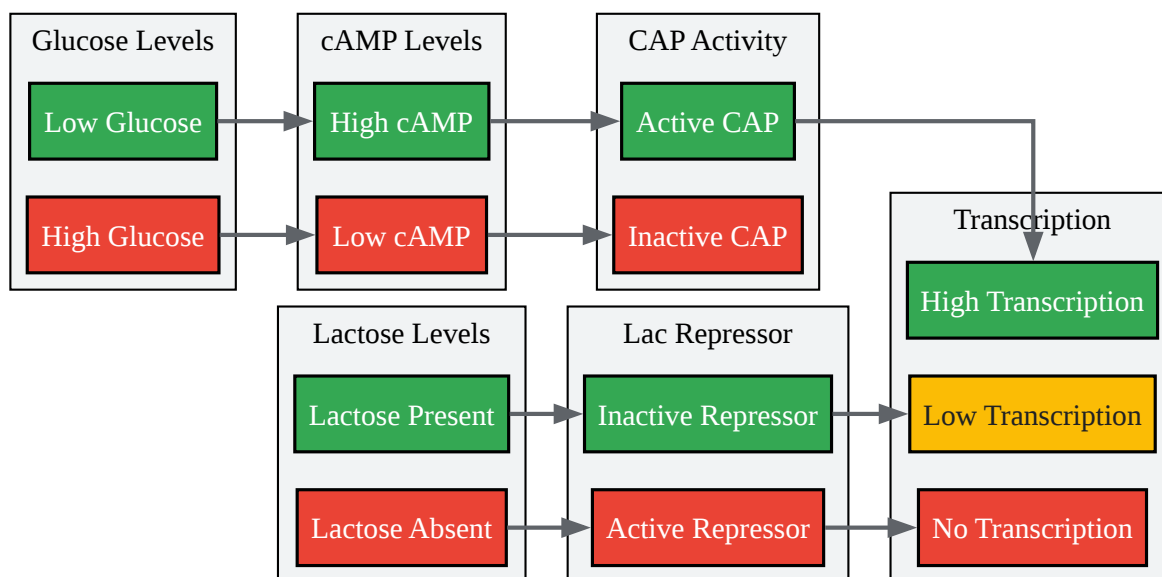 Glucose Levels
cAMP Levels
CAP Activity
Low Glucose
High cAMP
Active CAP
High Glucose
Low cAMP
Inactive CAP
Transcription
High Transcription
Lactose Levels
Lac Repressor
Lactose Present
Inactive Repressor
Low Transcription
Lactose Absent
Active Repressor
No Transcription